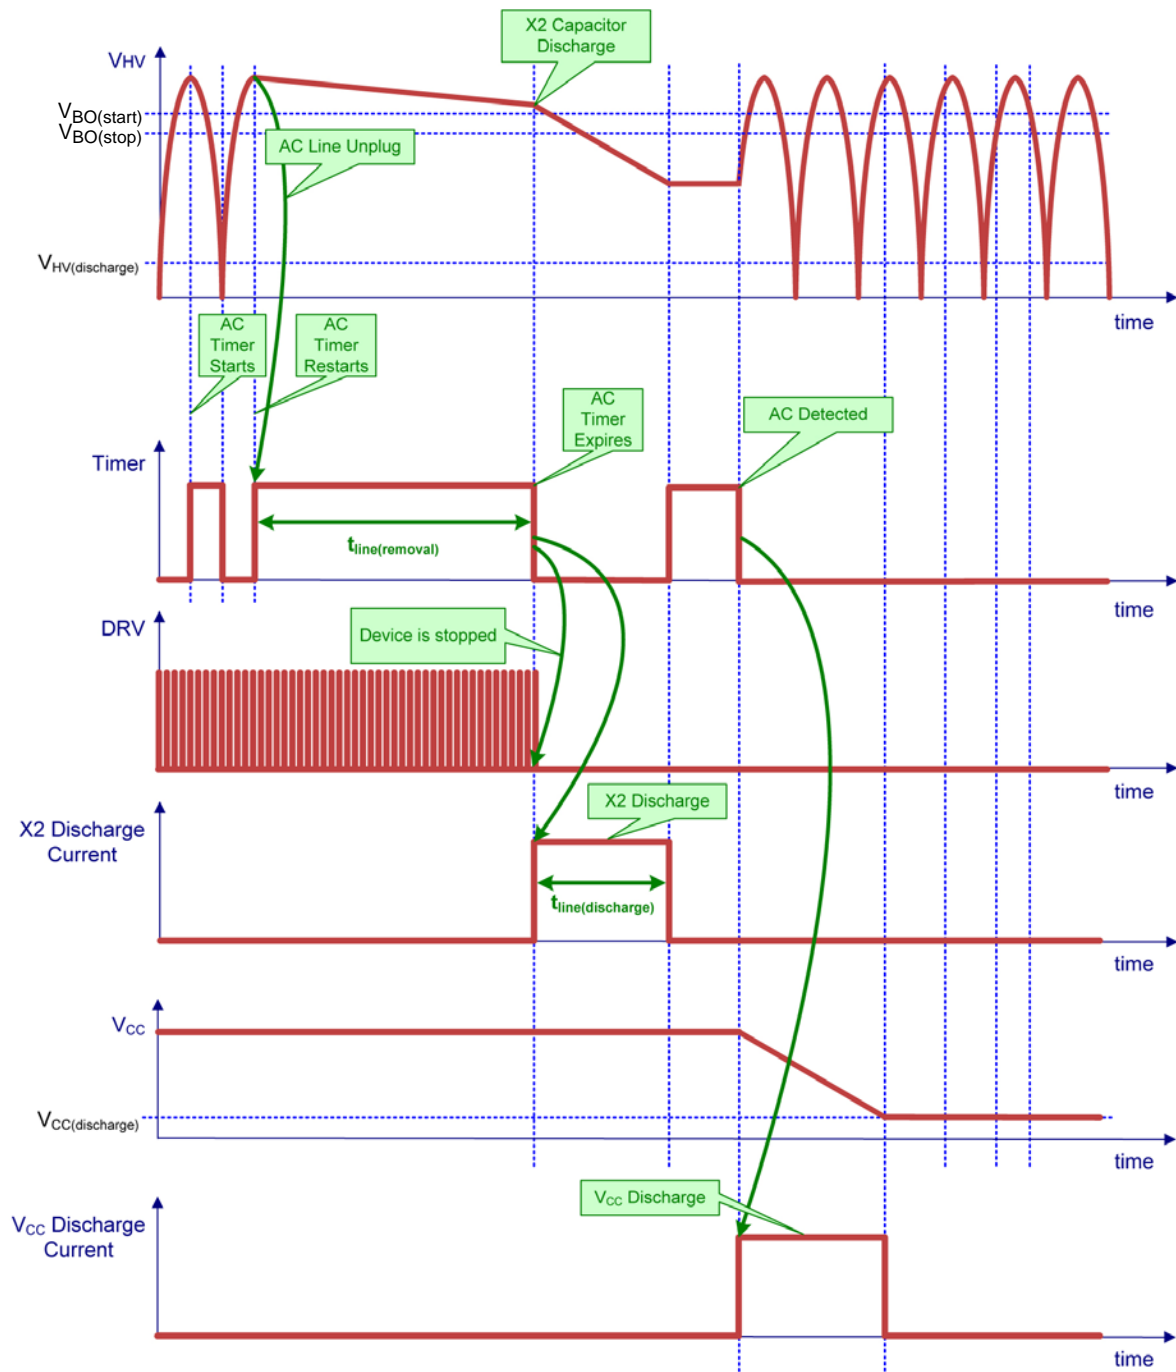 X2 Capacitor
Discharge
VHV
VBO(start)
VBO(stop)
AC Line Unplug
VHV(discharge)
time
AC
Timer
Starts
AC
Timer
Restarts
AC
Timer
Expires
AC Detected
Timer
tline(removal)
time
DRV
Device is stopped
time
X2 Discharge
X2 Discharge
Current
tline(discharge)
time
VCC
VCC(discharge)
time
VCC Discharge
VCC Discharge
Current
time